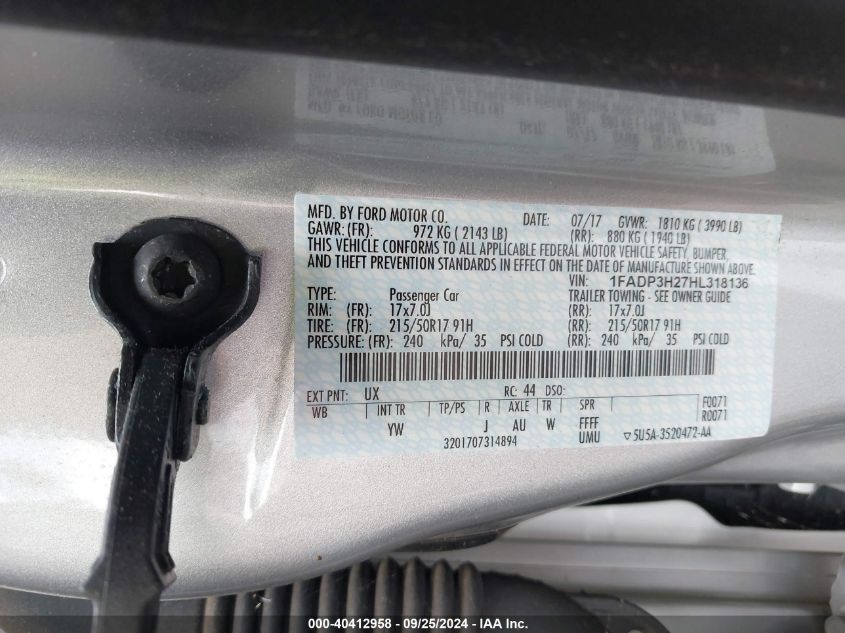 MFD. BY FORD MOTOR CO. DATE: 07/17 GVWR: 1810 KG ( 3990 LB)
GAWR: (FR): 972 KG ( 2143 LB) (RR): 880 KG ( 1940 LB)
THIS VEHICLE CONFORMS TO ALL APPLICABLE FEDERAL MOTOR VEHICLE SAFETY, BUMPER,
AND THEFT PREVENTION STANDARDS IN EFFECT ON THE DATE OF MANUFACTURE SHOWN ABOVE.
VIN: 1FADP3H27HL318136
TYPE: Passenger Car TRAILER TOWING - SEE OWNER GUIDE
RIM: (FR): 17x7.0J (RR): 17x7.0J
TIRE: (FR): 215/50R17 91H (RR): 215/50R17 91H
PRESSURE: (FR): 240 kPa/ 35 PSI COLD (RR): 240 kPa/ 35 PSI COLD
EXT PNT: UX RC: 44 DSO: F0071
WB INT TR TP/PS R AXLE TR SPR R0071
YW J AU W FFFF
3201707314894 UMU ▽5U5A-3520472-AA
000-40412958 - 09/25/2024 - IAA Inc.